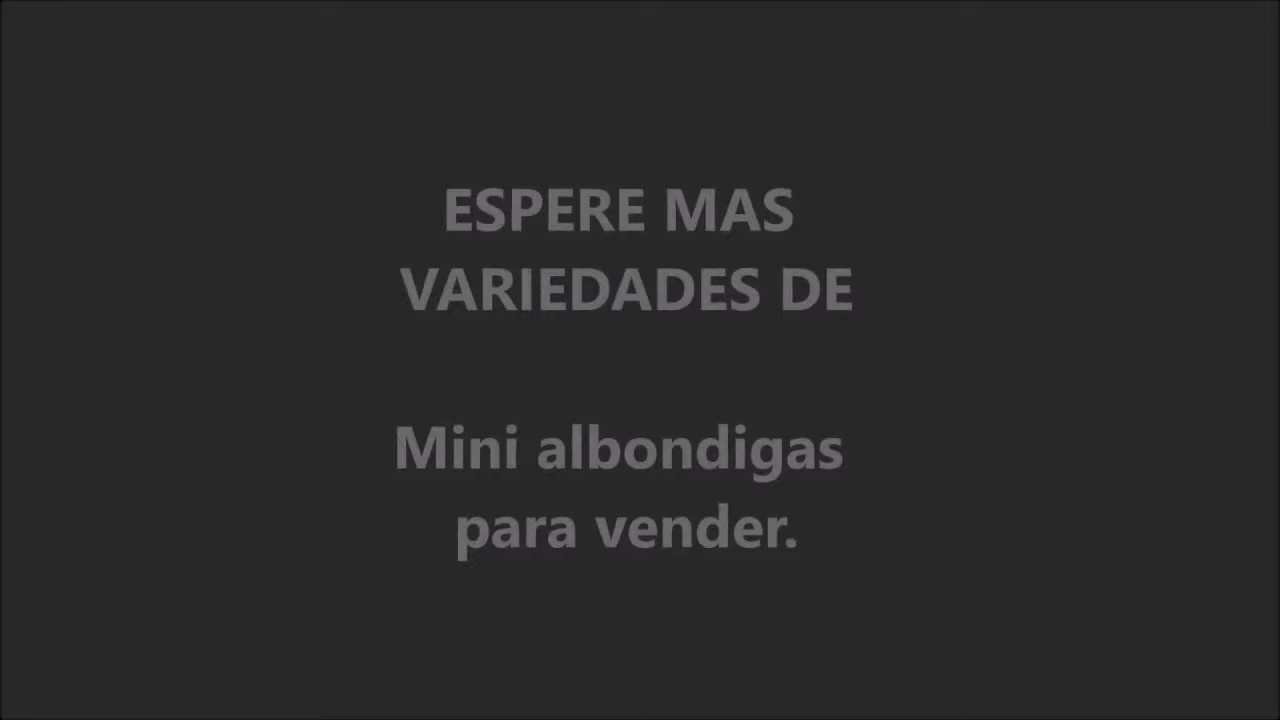 ESPERE MAS
VARIEDADES DE
Mini albondigas
para vender.